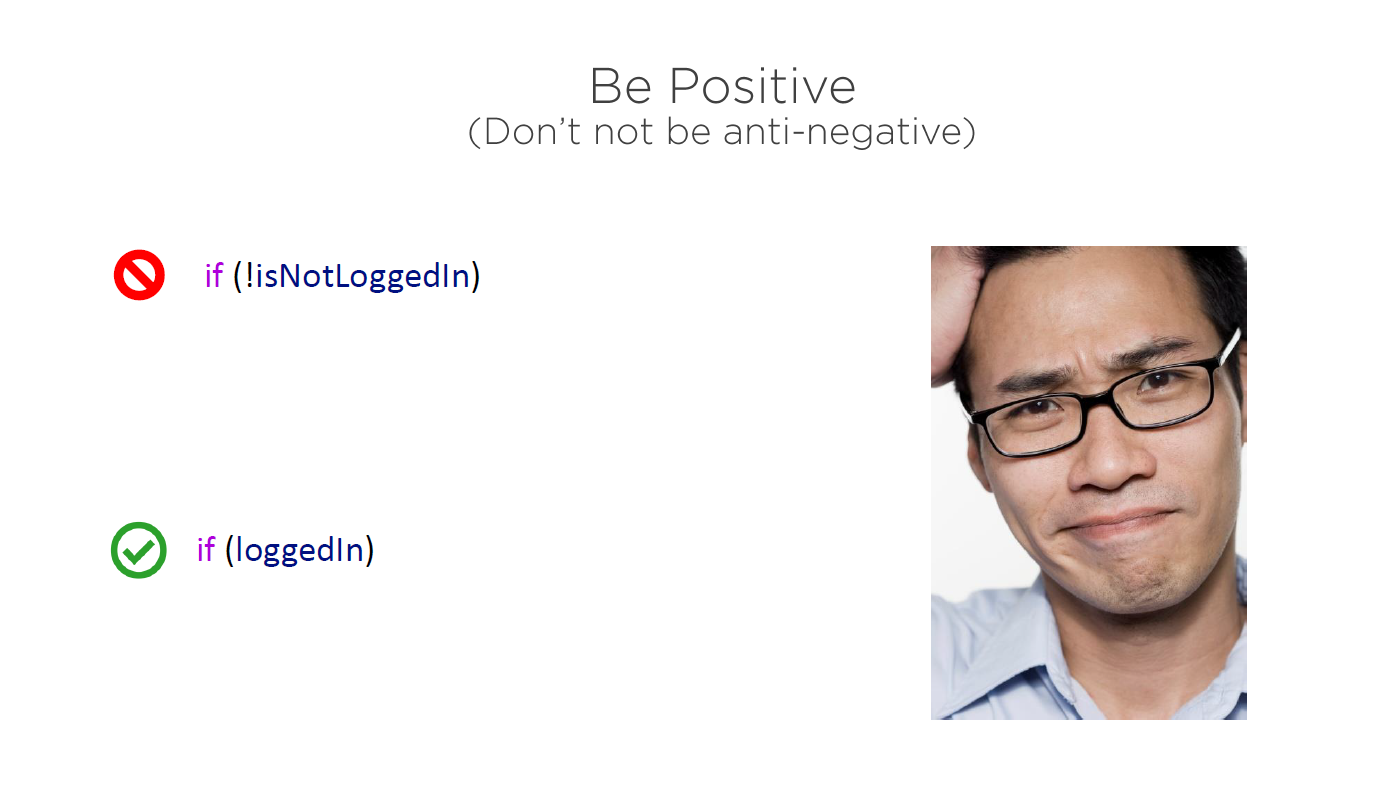 Be Positive
(Don’t not be anti-negative)
if (!isNotLoggedIn)
if (loggedIn)